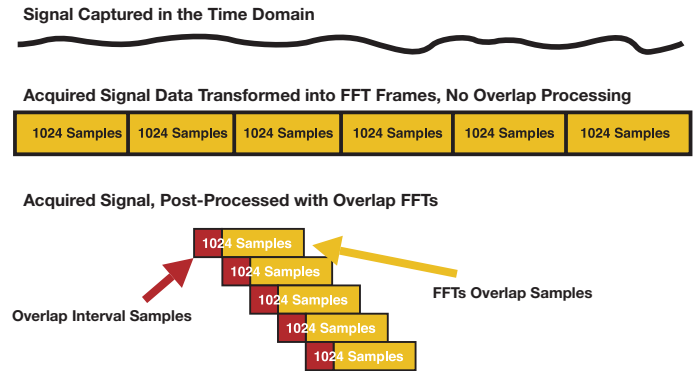 Signal Captured in the Time Domain
Acquired Signal Data Transformed into FFT Frames, No Overlap Processing
1024 Samples 1024 Samples 1024 Samples 1024 Samples 1024 Samples 1024 Samples
Acquired Signal, Post-Processed with Overlap FFTs
1024 Samples
1024 Samples
FFTs Overlap Samples
1024 Samples
Overlap Interval Samples
1024 Samples
1024 Samples